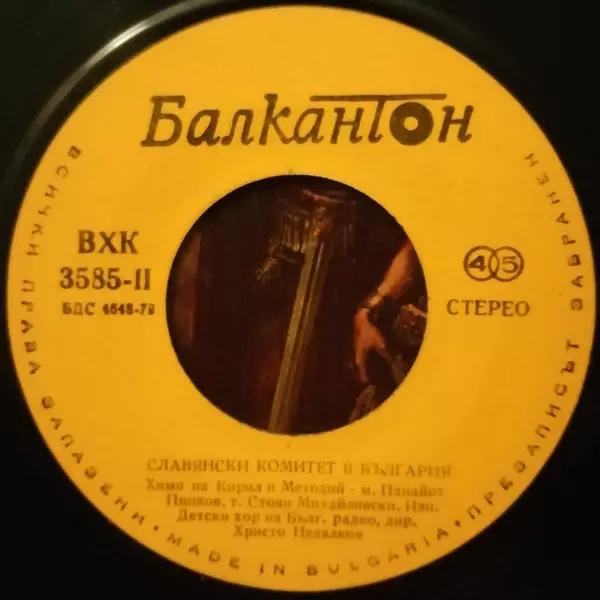 Балкантон
ВХК
3585-II
БДС 4648-73
45
СТЕРЕО
СЛАВЯНСКИ КОМИТЕТ В БЪЛГАРИЯ
Химн на Кирил и Методий - м. Панайот
Пипков, т. Стоян Михайловски. Изп.
Детски хор на Бълг. радио, дир.
Христо Недялков
ВСИЧКИ ПРАВА ЗАПАЗЕНИ • MADE IN BULGARIA • ПРЕЗАПИСЪТ ЗАБРАНЕН